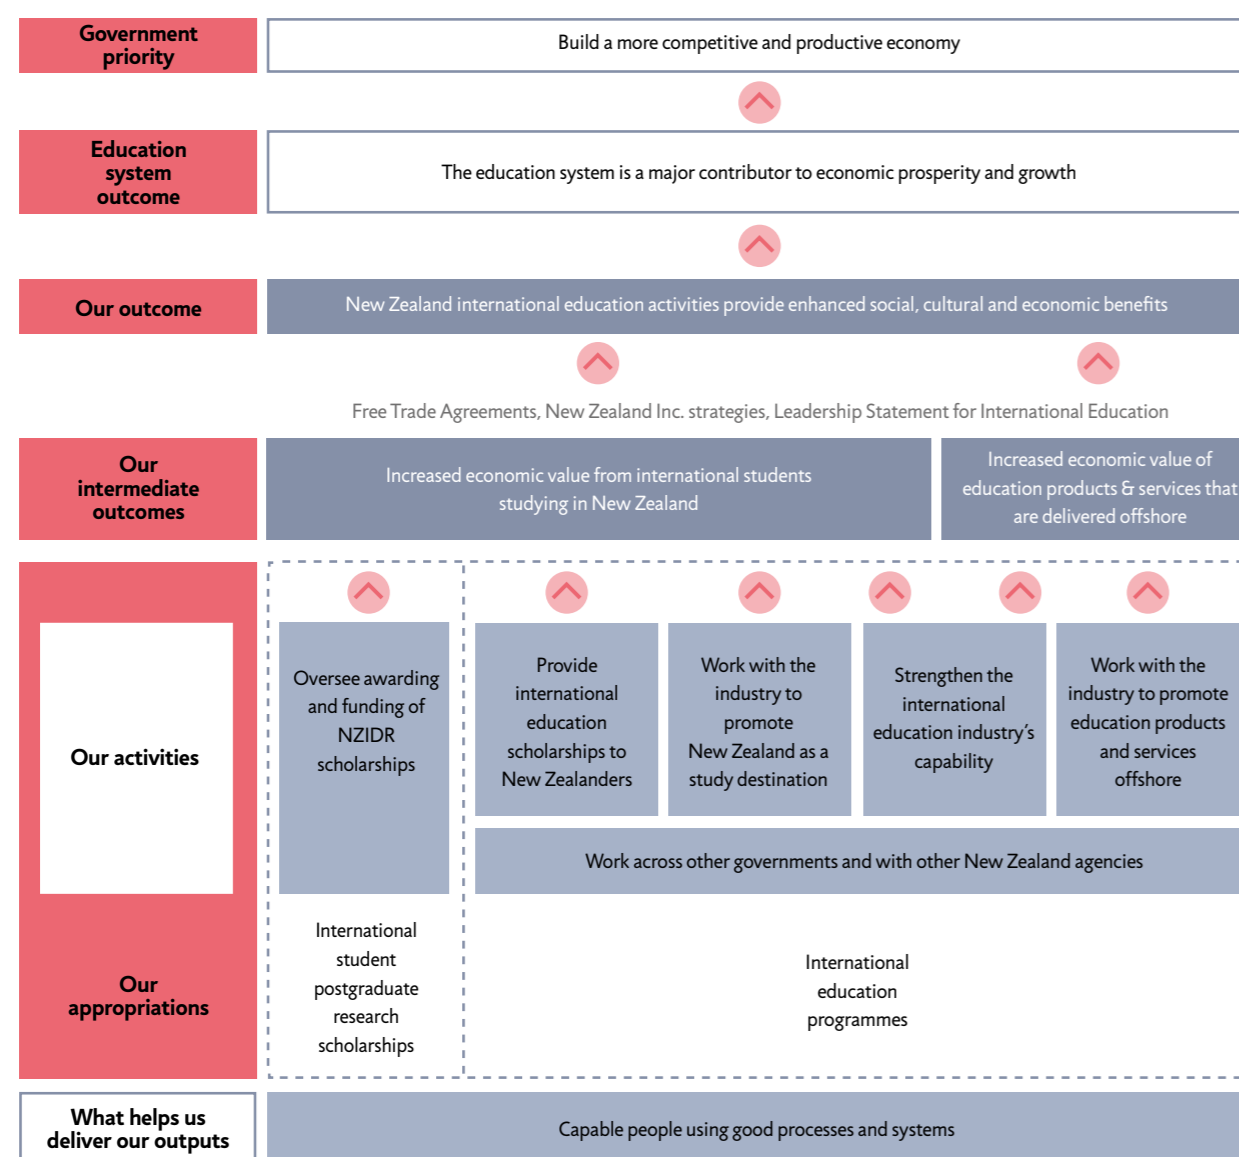 Government
priority
Build a more competitive and productive economy
Education
system
outcome
The education system is a major contributor to economic prosperity and growth
Our outcome
New Zealand international education activities provide enhanced social, cultural and economic benefits
Free Trade Agreements, New Zealand Inc. strategies, Leadership Statement for International Education
Our
intermediate
outcomes
Increased economic value from international students
studying in New Zealand
Increased economic value of
education products & services that
are delivered offshore
Our activities
Oversee awarding
and funding of
NZIDR
scholarships
Provide
international
education
scholarships to
New Zealanders
Work with the
industry to
promote
New Zealand as a
study destination
Strengthen the
international
education industry's
capability
Work with the
industry to promote
education products
and services
offshore
Work across other governments and with other New Zealand agencies
Our
appropriations
International
student
postgraduate
research
scholarships
International
education
programmes
What helps us
deliver our outputs
Capable people using good processes and systems